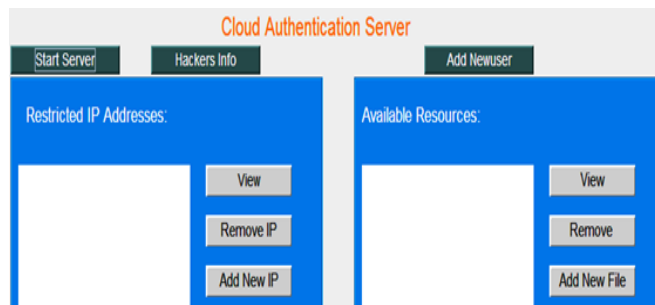 Cloud Authentication Server
Start Server
Hackers Info
Add Newuser
Restricted IP Addresses:
View
Remove IP
Add New IP
Available Resources:
View
Remove
Add New File